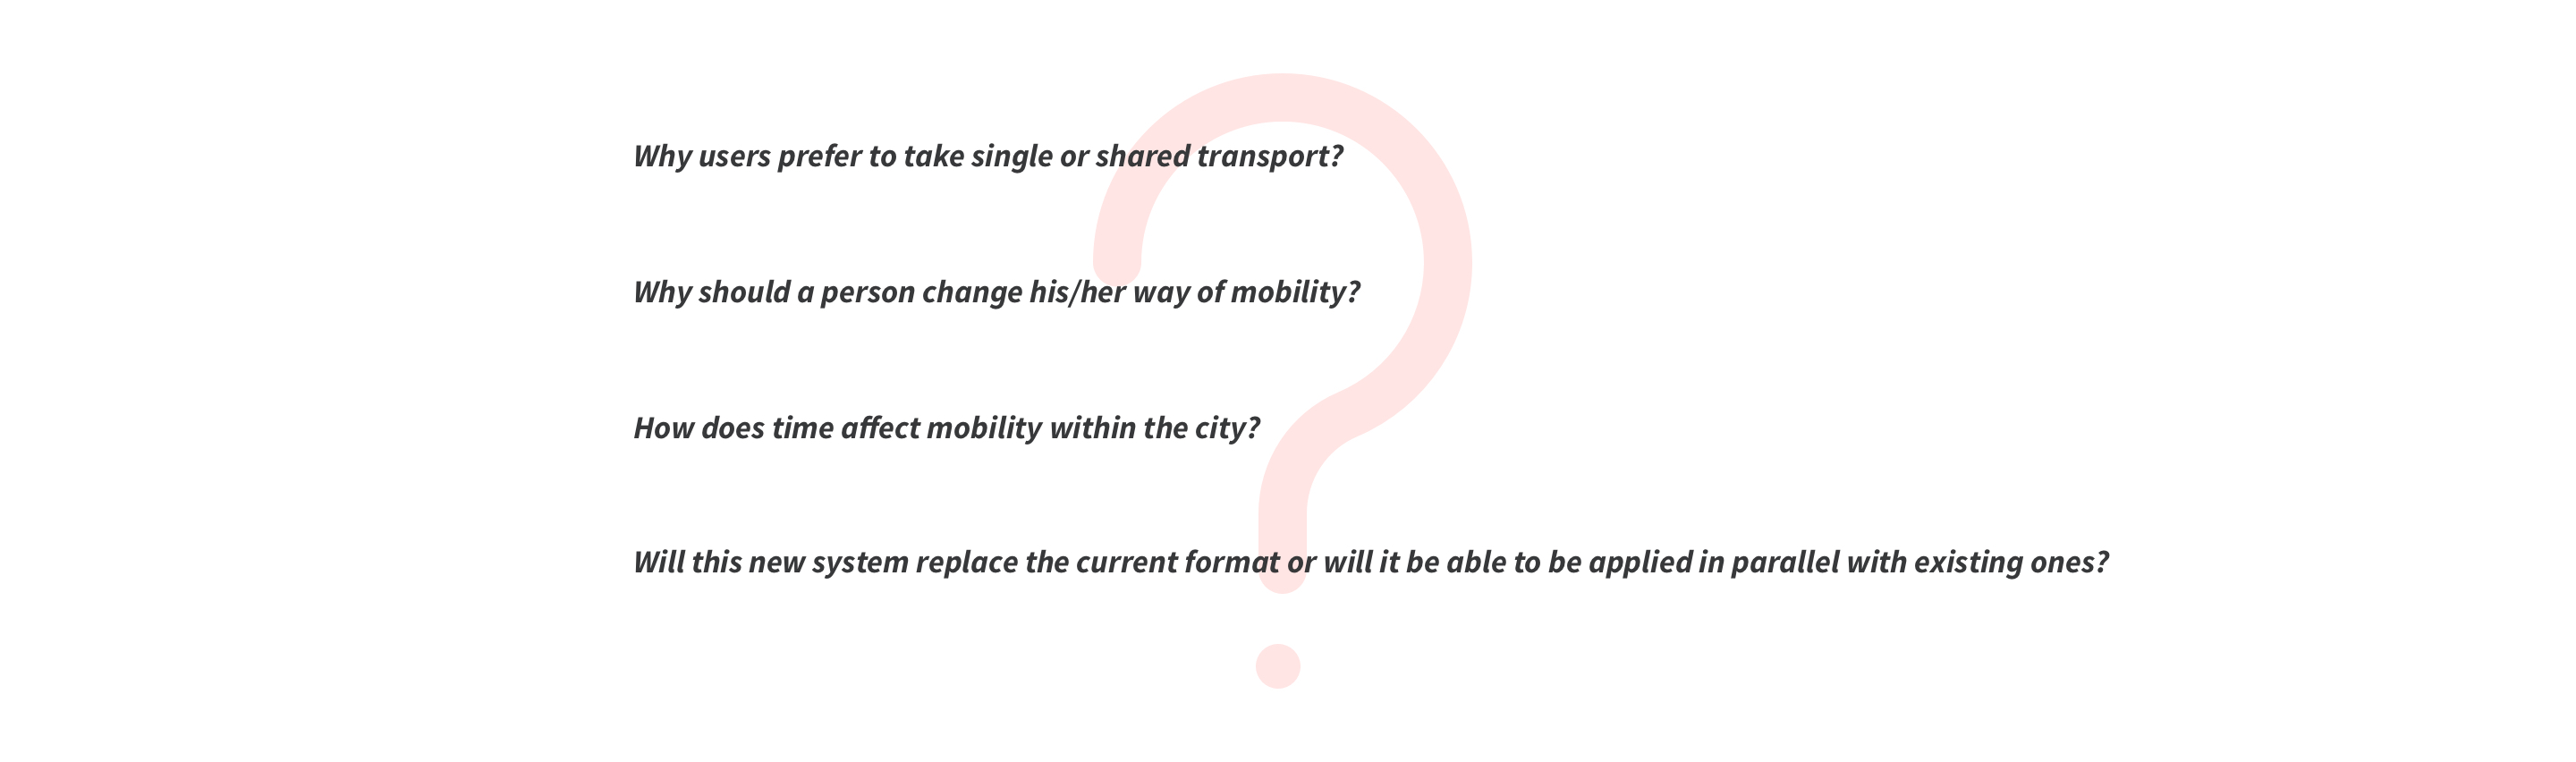 Why users prefer to take single or shared transport?
Why should a person change his/her way of mobility?
How does time affect mobility within the city?
Will this new system replace the current format or will it be able to be applied in parallel with existing ones?